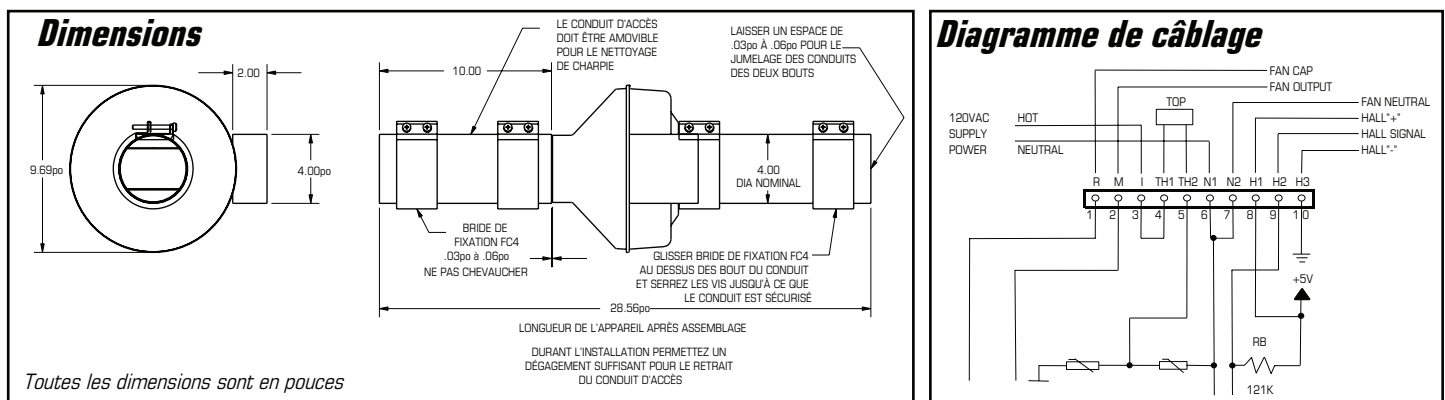 Dimensions
LE CONDUIT D'ACCÈS
DOIT ÊTRE AMOVIBLE
POUR LE NETTOYAGE
DE CHARPIE
LAISSER UN ESPACE DE
.03po À .06po POUR LE
JUMELAGE DES CONDUITS
DES DEUX BOUTS
2.00
10.00
9.69po
4.00po
4.00
DIA NOMINAL
BRIDE DE
FIXATION FC4
.03po à .06po
NE PAS CHEVAUCHER
GLISSER BRIDE DE FIXATION FC4
AU DESSUS DES BOUT DU CONDUIT
ET SERREZ LES VIS JUSQU'À CE QUE
LE CONDUIT EST SÉCURISÉ
28.56po
LONGUEUR DE L'APPAREIL APRÈS ASSEMBLAGE
DURANT L'INSTALLATION PERMETTEZ UN
DÉGAGEMENT SUFFISANT POUR LE RETRAIT
DU CONDUIT D'ACCÈS
Toutes les dimensions sont en pouces
Diagramme de câblage
FAN CAP
FAN OUTPUT
TOP
FAN NEUTRAL
120VAC HOT
HALL"+"
SUPPLY
HALL SIGNAL
POWER NEUTRAL
HALL"-"
R M I TH1 TH2 N1 N2 H1 H2 H3
1 2 3 4 5 6 7 8 9 10
+5V
RB
121K